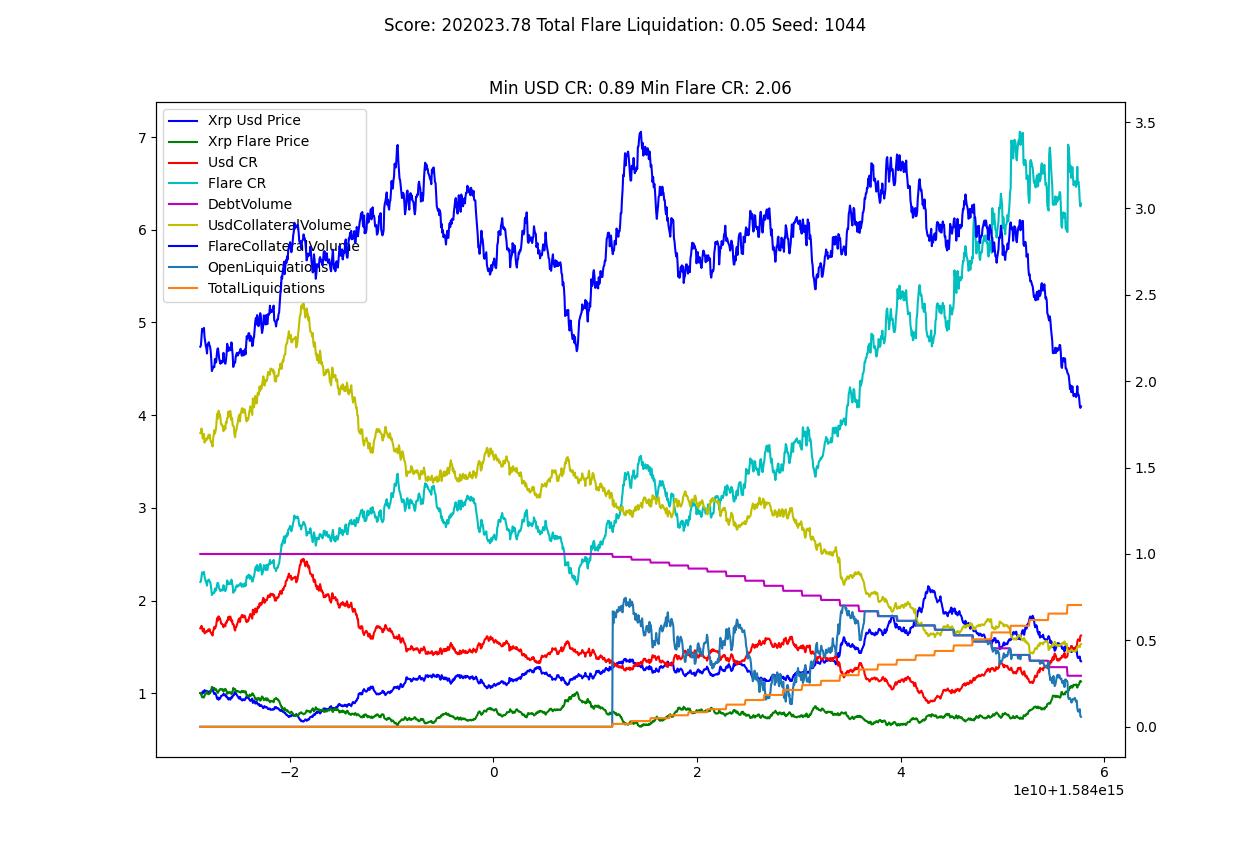 Score: 202023.78 Total Flare Liquidation: 0.05 Seed: 1044
Min USD CR: 0.89 Min Flare CR: 2.06
Xrp Usd Price
Xrp Flare Price
Usd CR
Flare CR
DebtVolume
UsdCollateralVolume
FlareCollateralVolume
OpenLiquidations
TotalLiquidations
7
6
5
4
3
2
1
3.5
3.0
2.5
2.0
1.5
1.0
0.5
0.0
−2
0
2
4
6
1e10+1.584e15